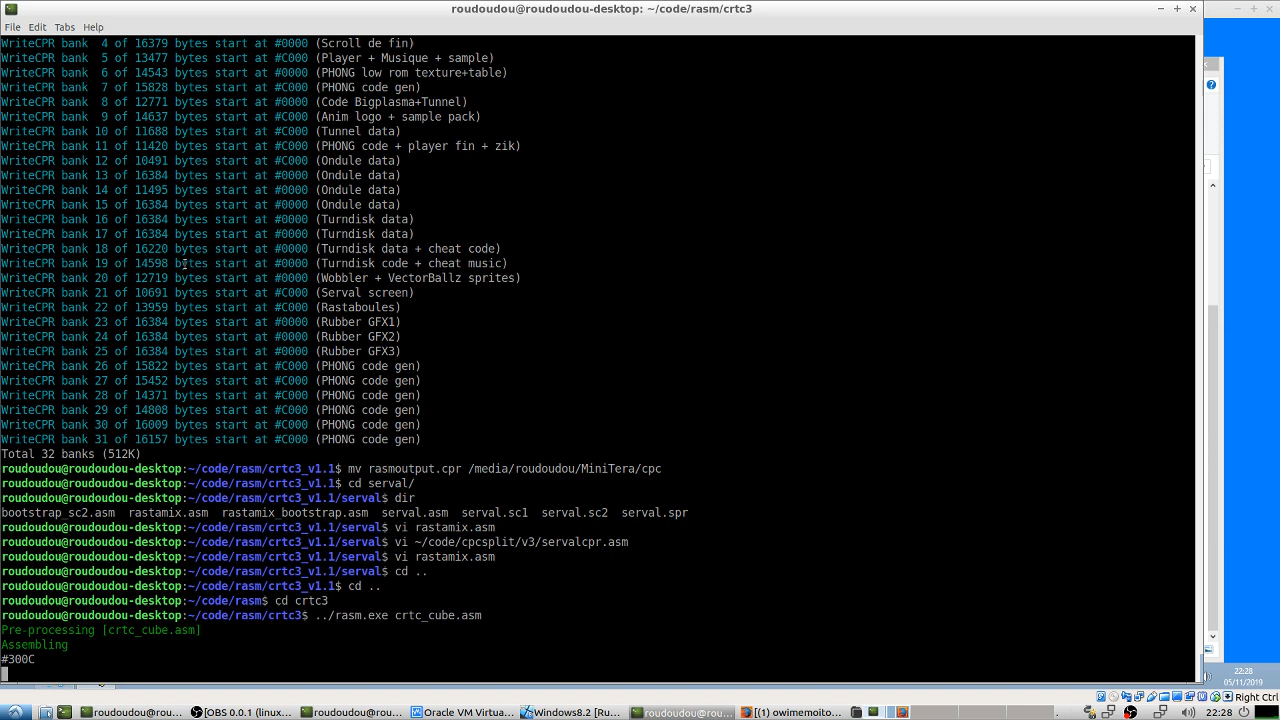 roudoudou@roudoudou-desktop: ~/code/rasm/crtc3
File Edit Tabs Help
WriteCPR bank  4 of 16379 bytes start at #0000 (Scroll de fin)
WriteCPR bank  5 of 13477 bytes start at #C000 (Player + Musique + sample)
WriteCPR bank  6 of 14543 bytes start at #0000 (PHONG low rom texture+table)
WriteCPR bank  7 of 15828 bytes start at #C000 (PHONG code gen)
WriteCPR bank  8 of 12771 bytes start at #C000 (Code Bigplasma+Tunnel)
WriteCPR bank  9 of 14637 bytes start at #C000 (Anim logo + sample pack)
WriteCPR bank 10 of 11688 bytes start at #C000 (Tunnel data)
WriteCPR bank 11 of 11420 bytes start at #C000 (PHONG code + player fin + zik)
WriteCPR bank 12 of 10491 bytes start at #0000 (Ondule data)
WriteCPR bank 13 of 16384 bytes start at #0000 (Ondule data)
WriteCPR bank 14 of 11495 bytes start at #0000 (Ondule data)
WriteCPR bank 15 of 16384 bytes start at #0000 (Ondule data)
WriteCPR bank 16 of 16384 bytes start at #0000 (Turndisk data)
WriteCPR bank 17 of 16384 bytes start at #0000 (Turndisk data)
WriteCPR bank 18 of 16220 bytes start at #0000 (Turndisk data + cheat code)
WriteCPR bank 19 of 14598 bytes start at #0000 (Turndisk code + cheat music)
WriteCPR bank 20 of 12719 bytes start at #0000 (Wobbler + VectorBallz sprites)
WriteCPR bank 21 of 10691 bytes start at #C000 (Serval screen)
WriteCPR bank 22 of 13959 bytes start at #C000 (Rastaboules)
WriteCPR bank 23 of 16384 bytes start at #0000 (Rubber GFX1)
WriteCPR bank 24 of 16384 bytes start at #0000 (Rubber GFX2)
WriteCPR bank 25 of 16384 bytes start at #0000 (Rubber GFX3)
WriteCPR bank 26 of 15822 bytes start at #C000 (PHONG code gen)
WriteCPR bank 27 of 15452 bytes start at #C000 (PHONG code gen)
WriteCPR bank 28 of 14371 bytes start at #C000 (PHONG code gen)
WriteCPR bank 29 of 14808 bytes start at #C000 (PHONG code gen)
WriteCPR bank 30 of 16009 bytes start at #C000 (PHONG code gen)
WriteCPR bank 31 of 16157 bytes start at #C000 (PHONG code gen)
Total 32 banks (512K)
roudoudou@roudoudou-desktop:~/code/rasm/crtc3_v1.1$ mv rasmoutput.cpr /media/roudoudou/MiniTera/cpc
roudoudou@roudoudou-desktop:~/code/rasm/crtc3_v1.1$ cd serval/
roudoudou@roudoudou-desktop:~/code/rasm/crtc3_v1.1/serval$ dir
bootstrap_sc2.asm  rastamix.asm  rastamix_bootstrap.asm  serval.asm  serval.sc1  serval.sc2  serval.spr
roudoudou@roudoudou-desktop:~/code/rasm/crtc3_v1.1/serval$ vi rastamix.asm
roudoudou@roudoudou-desktop:~/code/rasm/crtc3_v1.1/serval$ vi ~/code/cpcsplit/v3/servalcpr.asm
roudoudou@roudoudou-desktop:~/code/rasm/crtc3_v1.1/serval$ vi rastamix.asm
roudoudou@roudoudou-desktop:~/code/rasm/crtc3_v1.1/serval$ cd ..
roudoudou@roudoudou-desktop:~/code/rasm/crtc3_v1.1$ cd ..
roudoudou@roudoudou-desktop:~/code/rasm$ cd crtc3
roudoudou@roudoudou-desktop:~/code/rasm/crtc3$ ../rasm.exe crtc_cube.asm
Pre-processing [crtc_cube.asm]
Assembling
#300C
22:28
05/11/2019
Right Ctrl
roudoudou@rou... [OBS 0.0.1 (linux... roudoudou@rou... Oracle VM Virtua... Windows8.2 [Ru... roudoudou@rou... [(1) owimemoito... 22:28